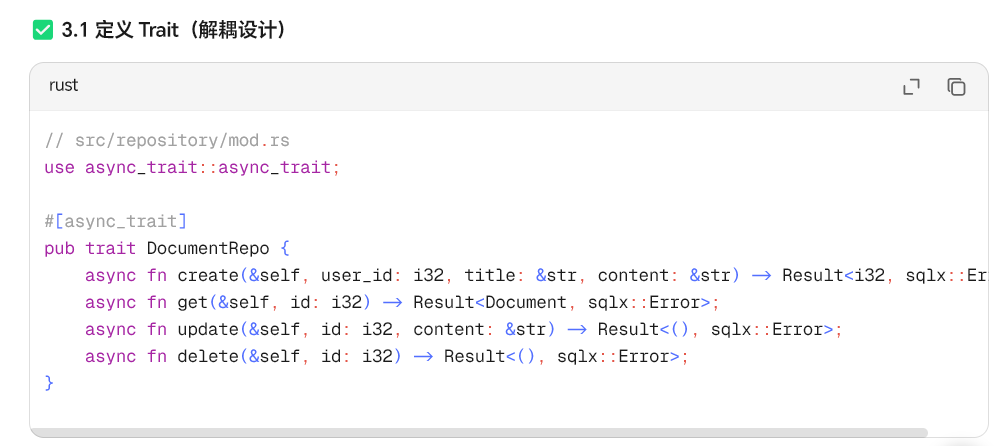 ✅ 3.1 定义 Trait（解耦设计）
rust
// src/repository/mod.rs
use async_trait::async_trait;
#[async_trait]
pub trait DocumentRepo {
    async fn create(&self, user_id: i32, title: &str, content: &str) -> Result<i32, sqlx::Er
    async fn get(&self, id: i32) -> Result<Document, sqlx::Error>;
    async fn update(&self, id: i32, content: &str) -> Result<(), sqlx::Error>;
    async fn delete(&self, id: i32) -> Result<(), sqlx::Error>;
}